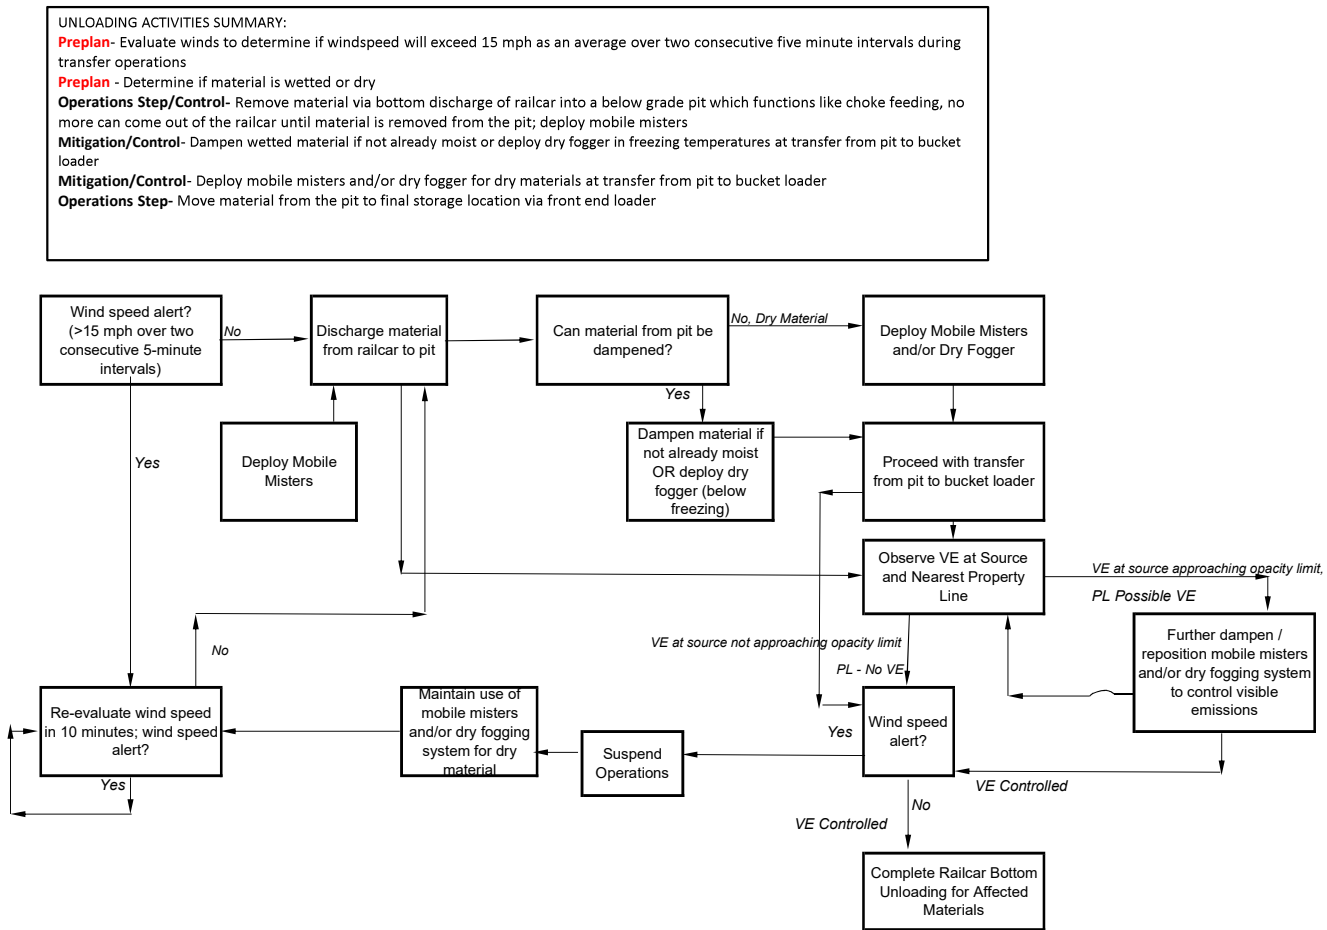 UNLOADING ACTIVITIES SUMMARY:
Preplan- Evaluate winds to determine if windspeed will exceed 15 mph as an average over two consecutive five minute intervals during
transfer operations
Preplan - Determine if material is wetted or dry
Operations Step/Control- Remove material via bottom discharge of railcar into a below grade pit which functions like choke feeding, no
more can come out of the railcar until material is removed from the pit; deploy mobile misters
Mitigation/Control- Dampen wetted material if not already moist or deploy dry fogger in freezing temperatures at transfer from pit to bucket
loader
Mitigation/Control- Deploy mobile misters and/or dry fogger for dry materials at transfer from pit to bucket loader
Operations Step- Move material from the pit to final storage location via front end loader
Wind speed alert?
(>15 mph over two
consecutive 5-minute
intervals)
No
Discharge material
from railcar to pit
Can material from pit be
dampened?
No, Dry Material
Deploy Mobile Misters
and/or Dry Fogger
Yes
Deploy Mobile
Misters
Yes
Dampen material if
not already moist
OR deploy dry
fogger (below
freezing)
Proceed with transfer
from pit to bucket loader
Observe VE at Source
and Nearest Property
Line
VE at source approaching opacity limit,
PL Possible VE
Further dampen /
reposition mobile misters
and/or dry fogging system
to control visible
emissions
VE at source not approaching opacity limit
PL - No VE
No
Re-evaluate wind speed
in 10 minutes; wind speed
alert?
Yes
Maintain use of
mobile misters
and/or dry fogging
system for dry
material
Suspend
Operations
Yes
Wind speed
alert?
VE Controlled
No
VE Controlled
Complete Railcar Bottom
Unloading for Affected
Materials